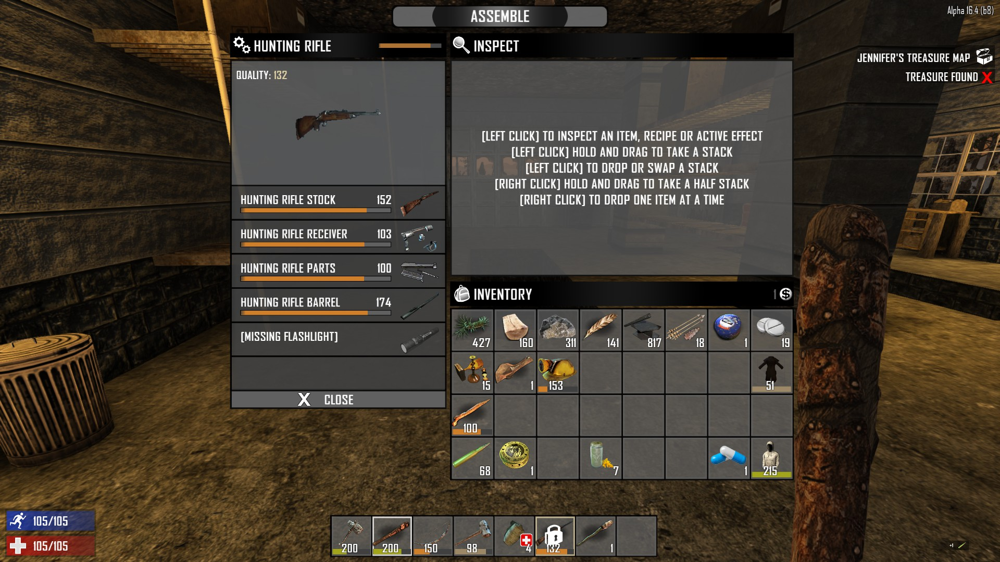 ASSEMBLE
Alpha 16.4 (b8)
HUNTING RIFLE
INSPECT
JENNIFER'S TREASURE MAP
TREASURE FOUND X
QUALITY: 132
[LEFT CLICK] TO INSPECT AN ITEM, RECIPE OR ACTIVE EFFECT
[LEFT CLICK] HOLD AND DRAG TO TAKE A STACK
[LEFT CLICK] TO DROP OR SWAP A STACK
[RIGHT CLICK] HOLD AND DRAG TO TAKE A HALF STACK
[RIGHT CLICK] TO DROP ONE ITEM AT A TIME
HUNTING RIFLE STOCK 152
HUNTING RIFLE RECEIVER 103
HUNTING RIFLE PARTS 100
HUNTING RIFLE BARREL 174
[MISSING FLASHLIGHT]
X CLOSE
INVENTORY
1 $
427 160 311 141 817 18 1 19
15 1 153 51
100
68 1 7 1 215
105/105
105/105
200 200 150 98 4 132 1
+1